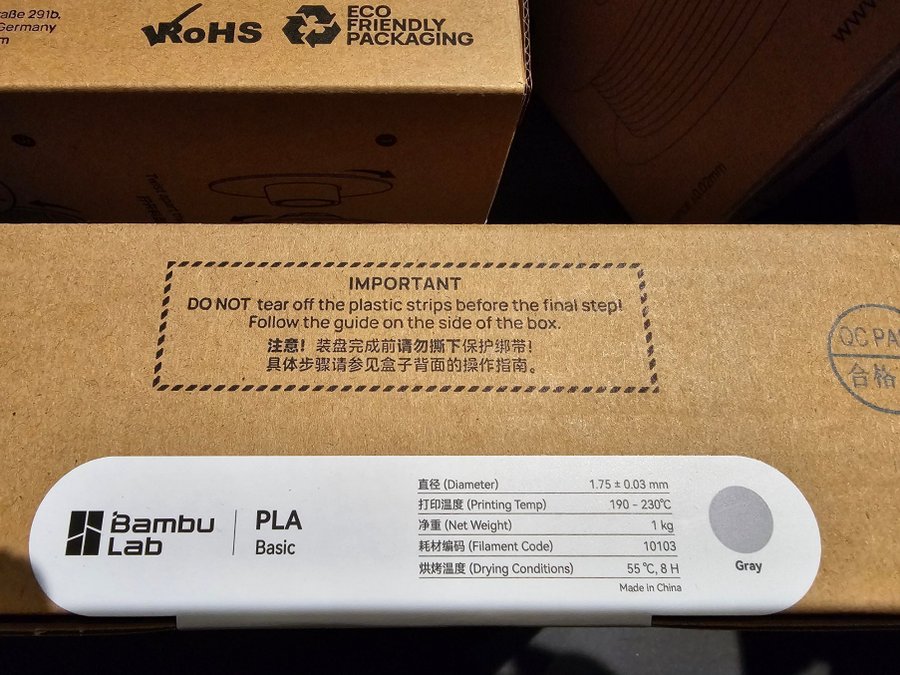 aße 291b,
Germany
RoHS
ECO
FRIENDLY
PACKAGING
www
0.02mm
IMPORTANT
DO NOT tear off the plastic strips before the final step!
Follow the guide on the side of the box.
注意！装盘完成前请勿撕下保护绑带！
具体步骤请参见盒子背面的操作指南。
QC PA
合格
Bambu
Lab
PLA
Basic
直径 (Diameter) 1.75 ± 0.03 mm
打印温度 (Printing Temp) 190 - 230℃
净重 (Net Weight) 1 kg
耗材编码 (Filament Code) 10103
烘烤温度 (Drying Conditions) 55 ℃, 8 H
Made in China
Gray